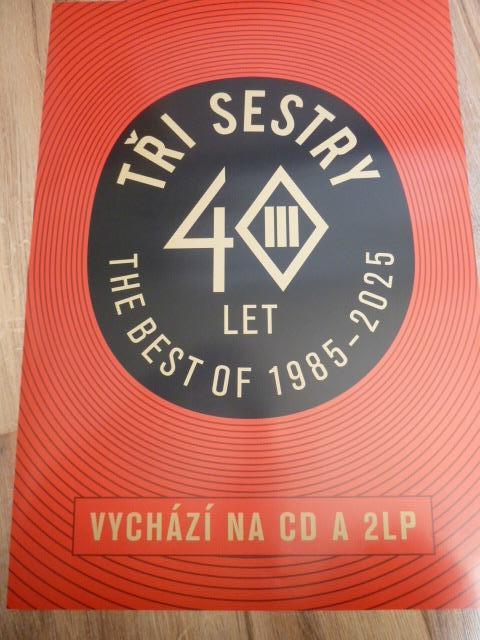 TŘI SESTRY
40
III
LET
THE BEST OF 1985-2025
VYCHÁZÍ NA CD A 2LP